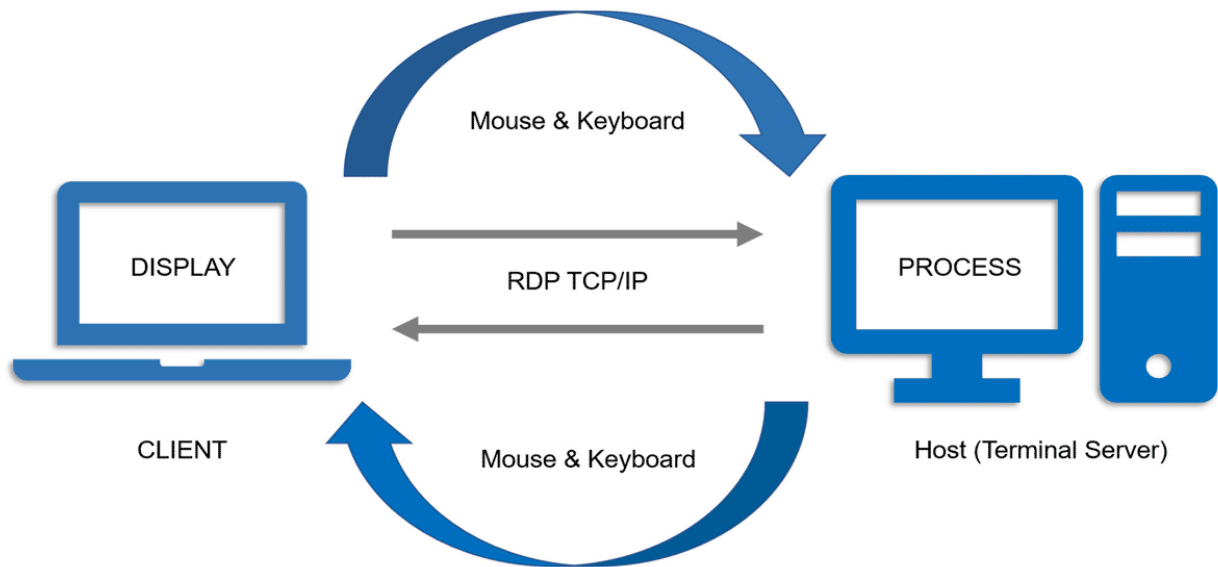 Mouse & Keyboard
DISPLAY
RDP TCP/IP
PROCESS
CLIENT
Mouse & Keyboard
Host (Terminal Server)